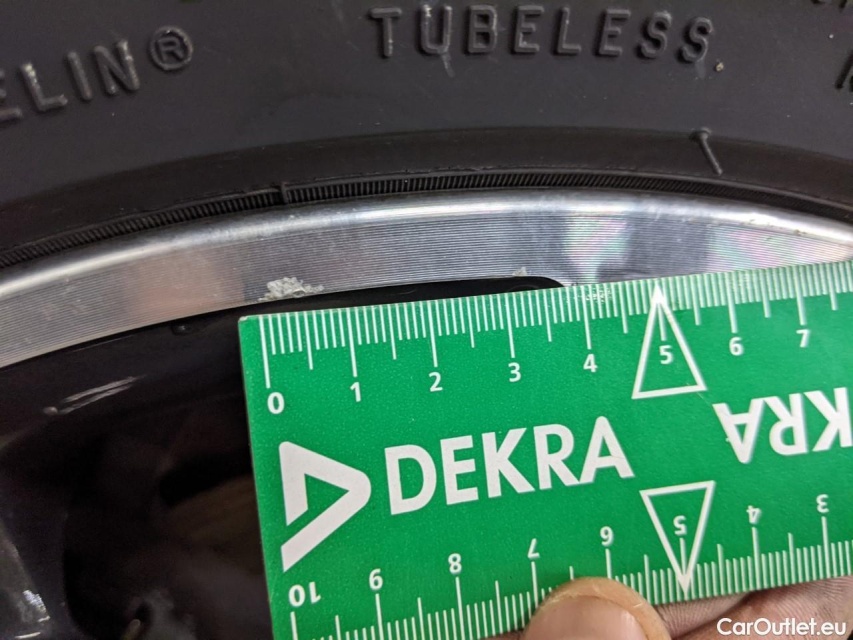 ELIN®
TUBELESS
0 1 2 3 4 5 6 7
DEKRA
KRA
10 9 8 7 6 5 4 3
CarOutlet.eu